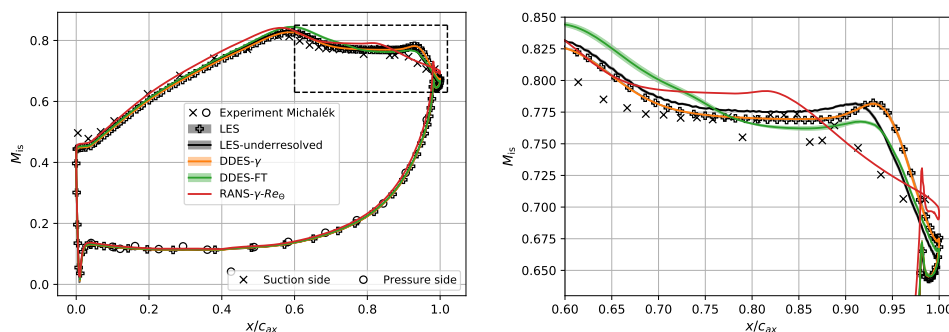 0.8
0.6
0.4
0.2
0.0
M_is
0.0 0.2 0.4 0.6 0.8 1.0
x/c_ax
Experiment Michalék
LES
LES-underresolved
DDES-γ
DDES-FT
RANS-γ-Re_Θ
Suction side
Pressure side
0.850
0.825
0.800
0.775
0.750
0.725
0.700
0.675
0.650
M_is
0.60 0.65 0.70 0.75 0.80 0.85 0.90 0.95 1.00
x/c_ax